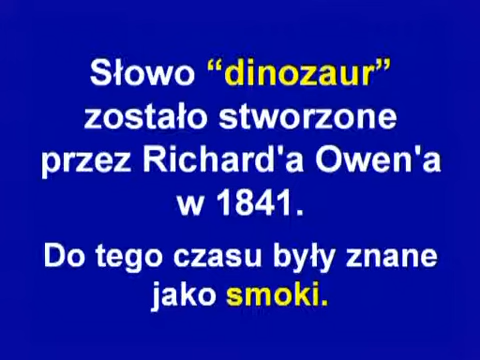 Słowo “dinozaur”
zostało stworzone
przez Richard'a Owen'a
w 1841.
Do tego czasu były znane
jako smoki.